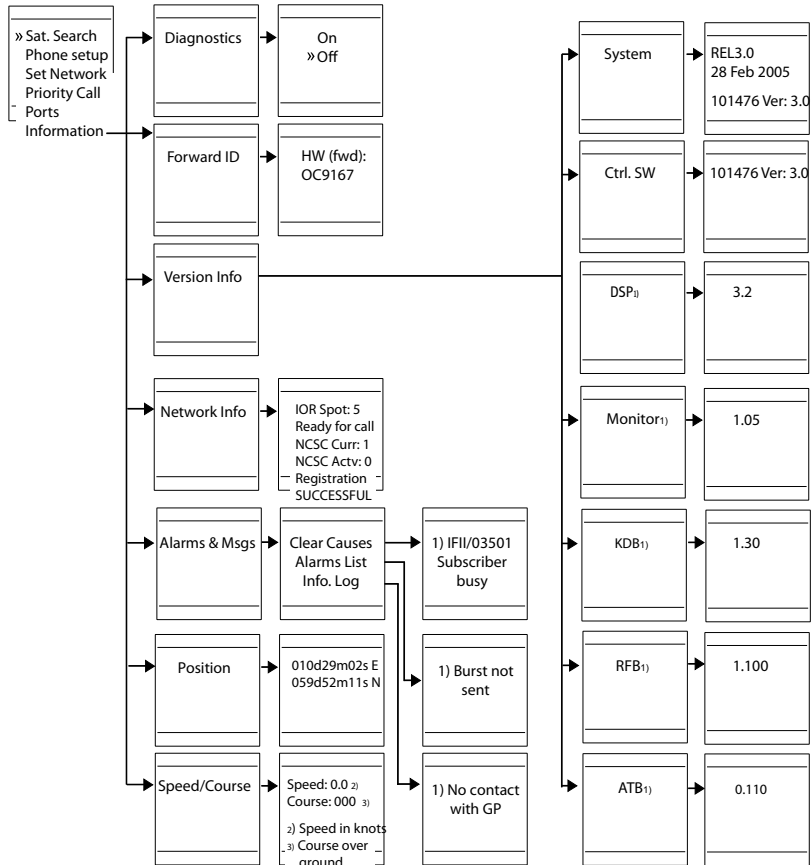 » Sat. Search
Phone setup
Set Network
Priority Call
Ports
Information
Diagnostics
On
» Off
Forward ID
HW (fwd):
OC9167
Version Info
Network Info
IOR Spot: 5
Ready for call
NCSC Curr: 1
NCSC Actv: 0
Registration
SUCCESSFUL
Alarms & Msgs
Clear Causes
Alarms List
Info. Log
1) IFII/03501
Subscriber
busy
1) Burst not
sent
1) No contact
with GP
Position
010d29m02s E
059d52m11s N
Speed/Course
Speed: 0.0 2)
Course: 000 3)
2) Speed in knots
3) Course over
ground
System
REL3.0
28 Feb 2005
101476 Ver: 3.0
Ctrl. SW
101476 Ver: 3.0
DSP1)
3.2
Monitor1)
1.05
KDB1)
1.30
RFB1)
1.100
ATB1)
0.110